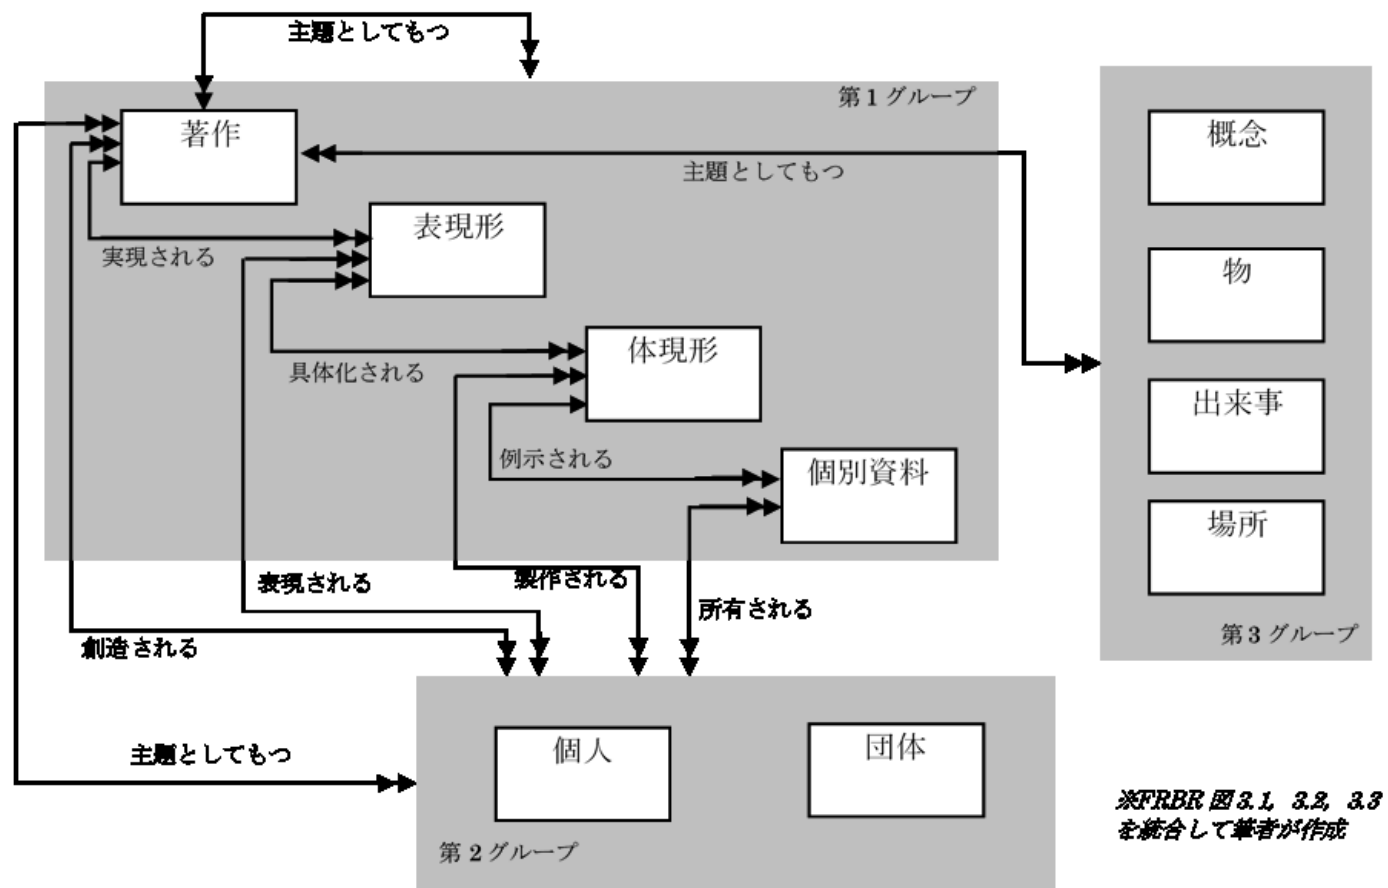 主題としてもつ
第1グループ
著作
概念
主題としてもつ
表現形
実現される
物
体現形
具体化される
出来事
例示される
個別資料
場所
表現される
製作される
所有される
創造される
第3グループ
個人
団体
主題としてもつ
※FRBR 図3.1, 3.2, 3.3
を統合して筆者が作成
第2グループ